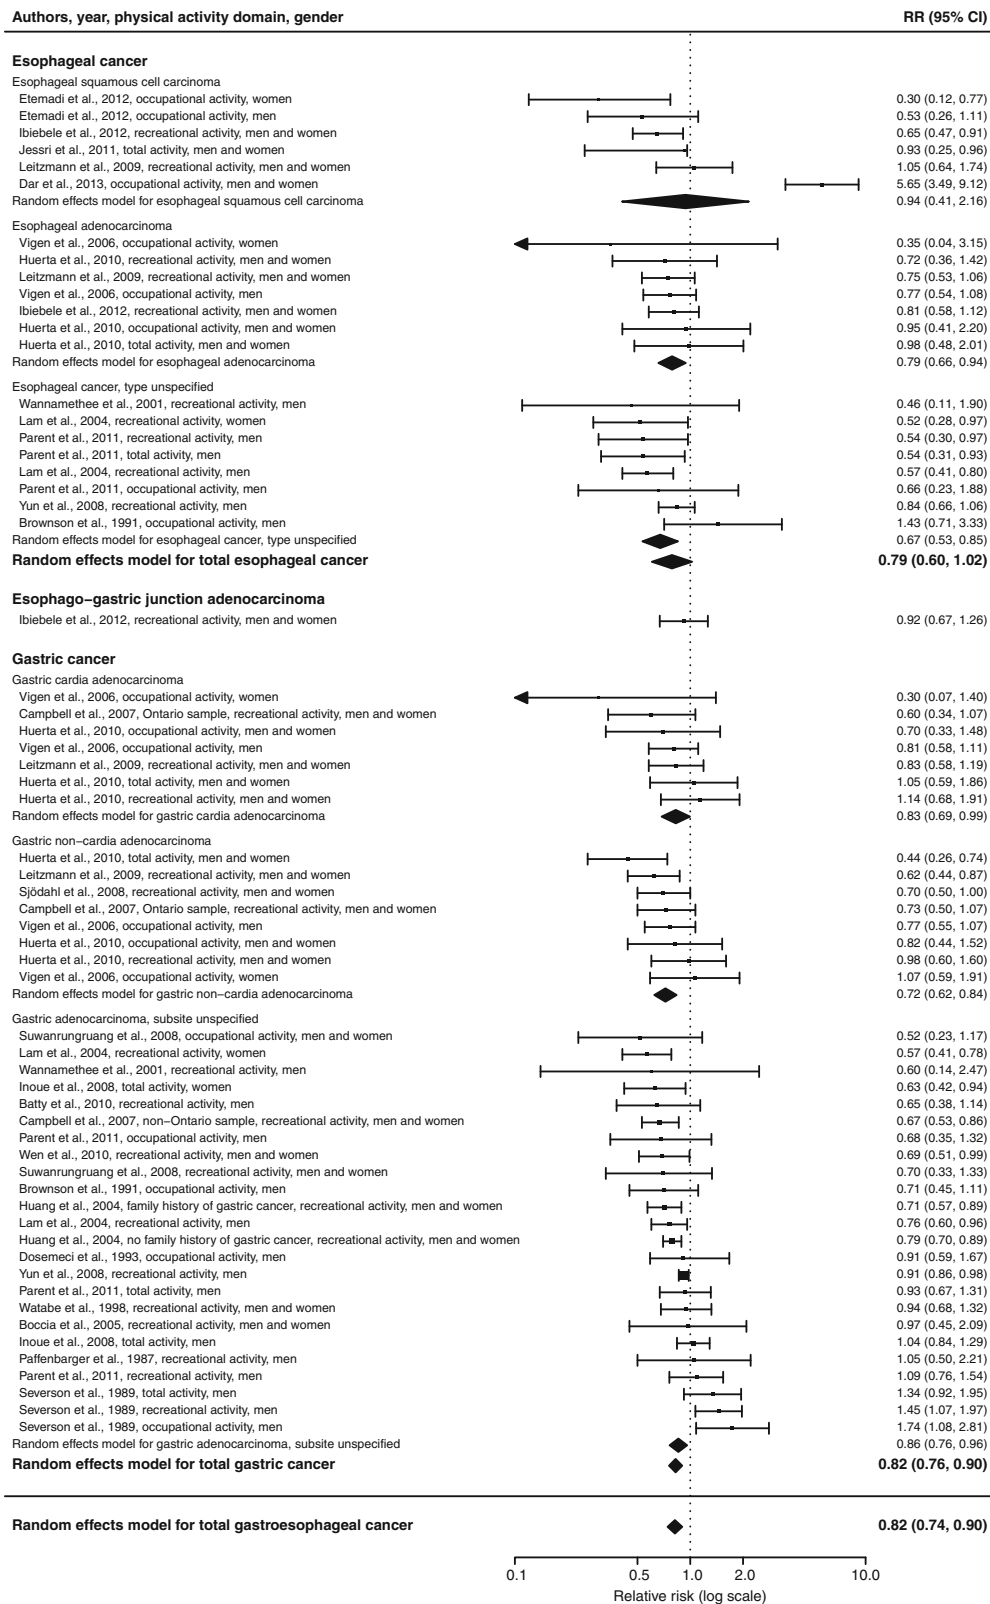 Authors, year, physical activity domain, gender RR (95% CI)
Esophageal cancer
Esophageal squamous cell carcinoma
Etemadi et al., 2012, occupational activity, women 0.30 (0.12, 0.77)
Etemadi et al., 2012, occupational activity, men 0.53 (0.26, 1.11)
Ibiebele et al., 2012, recreational activity, men and women 0.65 (0.47, 0.91)
Jessri et al., 2011, total activity, men and women 0.93 (0.25, 0.96)
Leitzmann et al., 2009, recreational activity, men and women 1.05 (0.64, 1.74)
Dar et al., 2013, occupational activity, men and women 5.65 (3.49, 9.12)
Random effects model for esophageal squamous cell carcinoma 0.94 (0.41, 2.16)
Esophageal adenocarcinoma
Vigen et al., 2006, occupational activity, women 0.35 (0.04, 3.15)
Huerta et al., 2010, recreational activity, men and women 0.72 (0.36, 1.42)
Leitzmann et al., 2009, recreational activity, men and women 0.75 (0.53, 1.06)
Vigen et al., 2006, occupational activity, men 0.77 (0.54, 1.08)
Ibiebele et al., 2012, recreational activity, men and women 0.81 (0.58, 1.12)
Huerta et al., 2010, occupational activity, men and women 0.95 (0.41, 2.20)
Huerta et al., 2010, total activity, men and women 0.98 (0.48, 2.01)
Random effects model for esophageal adenocarcinoma 0.79 (0.66, 0.94)
Esophageal cancer, type unspecified
Wannamethee et al., 2001, recreational activity, men 0.46 (0.11, 1.90)
Lam et al., 2004, recreational activity, women 0.52 (0.28, 0.97)
Parent et al., 2011, recreational activity, men 0.54 (0.30, 0.97)
Parent et al., 2011, total activity, men 0.54 (0.31, 0.93)
Lam et al., 2004, recreational activity, men 0.57 (0.41, 0.80)
Parent et al., 2011, occupational activity, men 0.66 (0.23, 1.88)
Yun et al., 2008, recreational activity, men 0.84 (0.66, 1.06)
Brownson et al., 1991, occupational activity, men 1.43 (0.71, 3.33)
Random effects model for esophageal cancer, type unspecified 0.67 (0.53, 0.85)
Random effects model for total esophageal cancer 0.79 (0.60, 1.02)
Esophago−gastric junction adenocarcinoma
Ibiebele et al., 2012, recreational activity, men and women 0.92 (0.67, 1.26)
Gastric cancer
Gastric cardia adenocarcinoma
Vigen et al., 2006, occupational activity, women 0.30 (0.07, 1.40)
Campbell et al., 2007, Ontario sample, recreational activity, men and women 0.60 (0.34, 1.07)
Huerta et al., 2010, occupational activity, men and women 0.70 (0.33, 1.48)
Vigen et al., 2006, occupational activity, men 0.81 (0.58, 1.11)
Leitzmann et al., 2009, recreational activity, men and women 0.83 (0.58, 1.19)
Huerta et al., 2010, total activity, men and women 1.05 (0.59, 1.86)
Huerta et al., 2010, recreational activity, men and women 1.14 (0.68, 1.91)
Random effects model for gastric cardia adenocarcinoma 0.83 (0.69, 0.99)
Gastric non−cardia adenocarcinoma
Huerta et al., 2010, total activity, men and women 0.44 (0.26, 0.74)
Leitzmann et al., 2009, recreational activity, men and women 0.62 (0.44, 0.87)
Sjödahl et al., 2008, recreational activity, men and women 0.70 (0.50, 1.00)
Campbell et al., 2007, Ontario sample, recreational activity, men and women 0.73 (0.50, 1.07)
Vigen et al., 2006, occupational activity, men 0.77 (0.55, 1.07)
Huerta et al., 2010, occupational activity, men and women 0.82 (0.44, 1.52)
Huerta et al., 2010, recreational activity, men and women 0.98 (0.60, 1.60)
Vigen et al., 2006, occupational activity, women 1.07 (0.59, 1.91)
Random effects model for gastric non−cardia adenocarcinoma 0.72 (0.62, 0.84)
Gastric adenocarcinoma, subsite unspecified
Suwanrungruang et al., 2008, occupational activity, men and women 0.52 (0.23, 1.17)
Lam et al., 2004, recreational activity, women 0.57 (0.41, 0.78)
Wannamethee et al., 2001, recreational activity, men 0.60 (0.14, 2.47)
Inoue et al., 2008, total activity, women 0.63 (0.42, 0.94)
Batty et al., 2010, recreational activity, men 0.65 (0.38, 1.14)
Campbell et al., 2007, non−Ontario sample, recreational activity, men and women 0.67 (0.53, 0.86)
Parent et al., 2011, occupational activity, men 0.68 (0.35, 1.32)
Wen et al., 2010, recreational activity, men and women 0.69 (0.51, 0.99)
Suwanrungruang et al., 2008, recreational activity, men and women 0.70 (0.33, 1.33)
Brownson et al., 1991, occupational activity, men 0.71 (0.45, 1.11)
Huang et al., 2004, family history of gastric cancer, recreational activity, men and women 0.71 (0.57, 0.89)
Lam et al., 2004, recreational activity, men 0.76 (0.60, 0.96)
Huang et al., 2004, no family history of gastric cancer, recreational activity, men and women 0.79 (0.70, 0.89)
Dosemeci et al., 1993, occupational activity, men 0.91 (0.59, 1.67)
Yun et al., 2008, recreational activity, men 0.91 (0.86, 0.98)
Parent et al., 2011, total activity, men 0.93 (0.67, 1.31)
Watabe et al., 1998, recreational activity, men and women 0.94 (0.68, 1.32)
Boccia et al., 2005, recreational activity, men and women 0.97 (0.45, 2.09)
Inoue et al., 2008, total activity, men 1.04 (0.84, 1.29)
Paffenbarger et al., 1987, recreational activity, men 1.05 (0.50, 2.21)
Parent et al., 2011, recreational activity, men 1.09 (0.76, 1.54)
Severson et al., 1989, total activity, men 1.34 (0.92, 1.95)
Severson et al., 1989, recreational activity, men 1.45 (1.07, 1.97)
Severson et al., 1989, occupational activity, men 1.74 (1.08, 2.81)
Random effects model for gastric adenocarcinoma, subsite unspecified 0.86 (0.76, 0.96)
Random effects model for total gastric cancer 0.82 (0.76, 0.90)
Random effects model for total gastroesophageal cancer 0.82 (0.74, 0.90)
0.1 0.5 1.0 2.0 10.0
Relative risk (log scale)